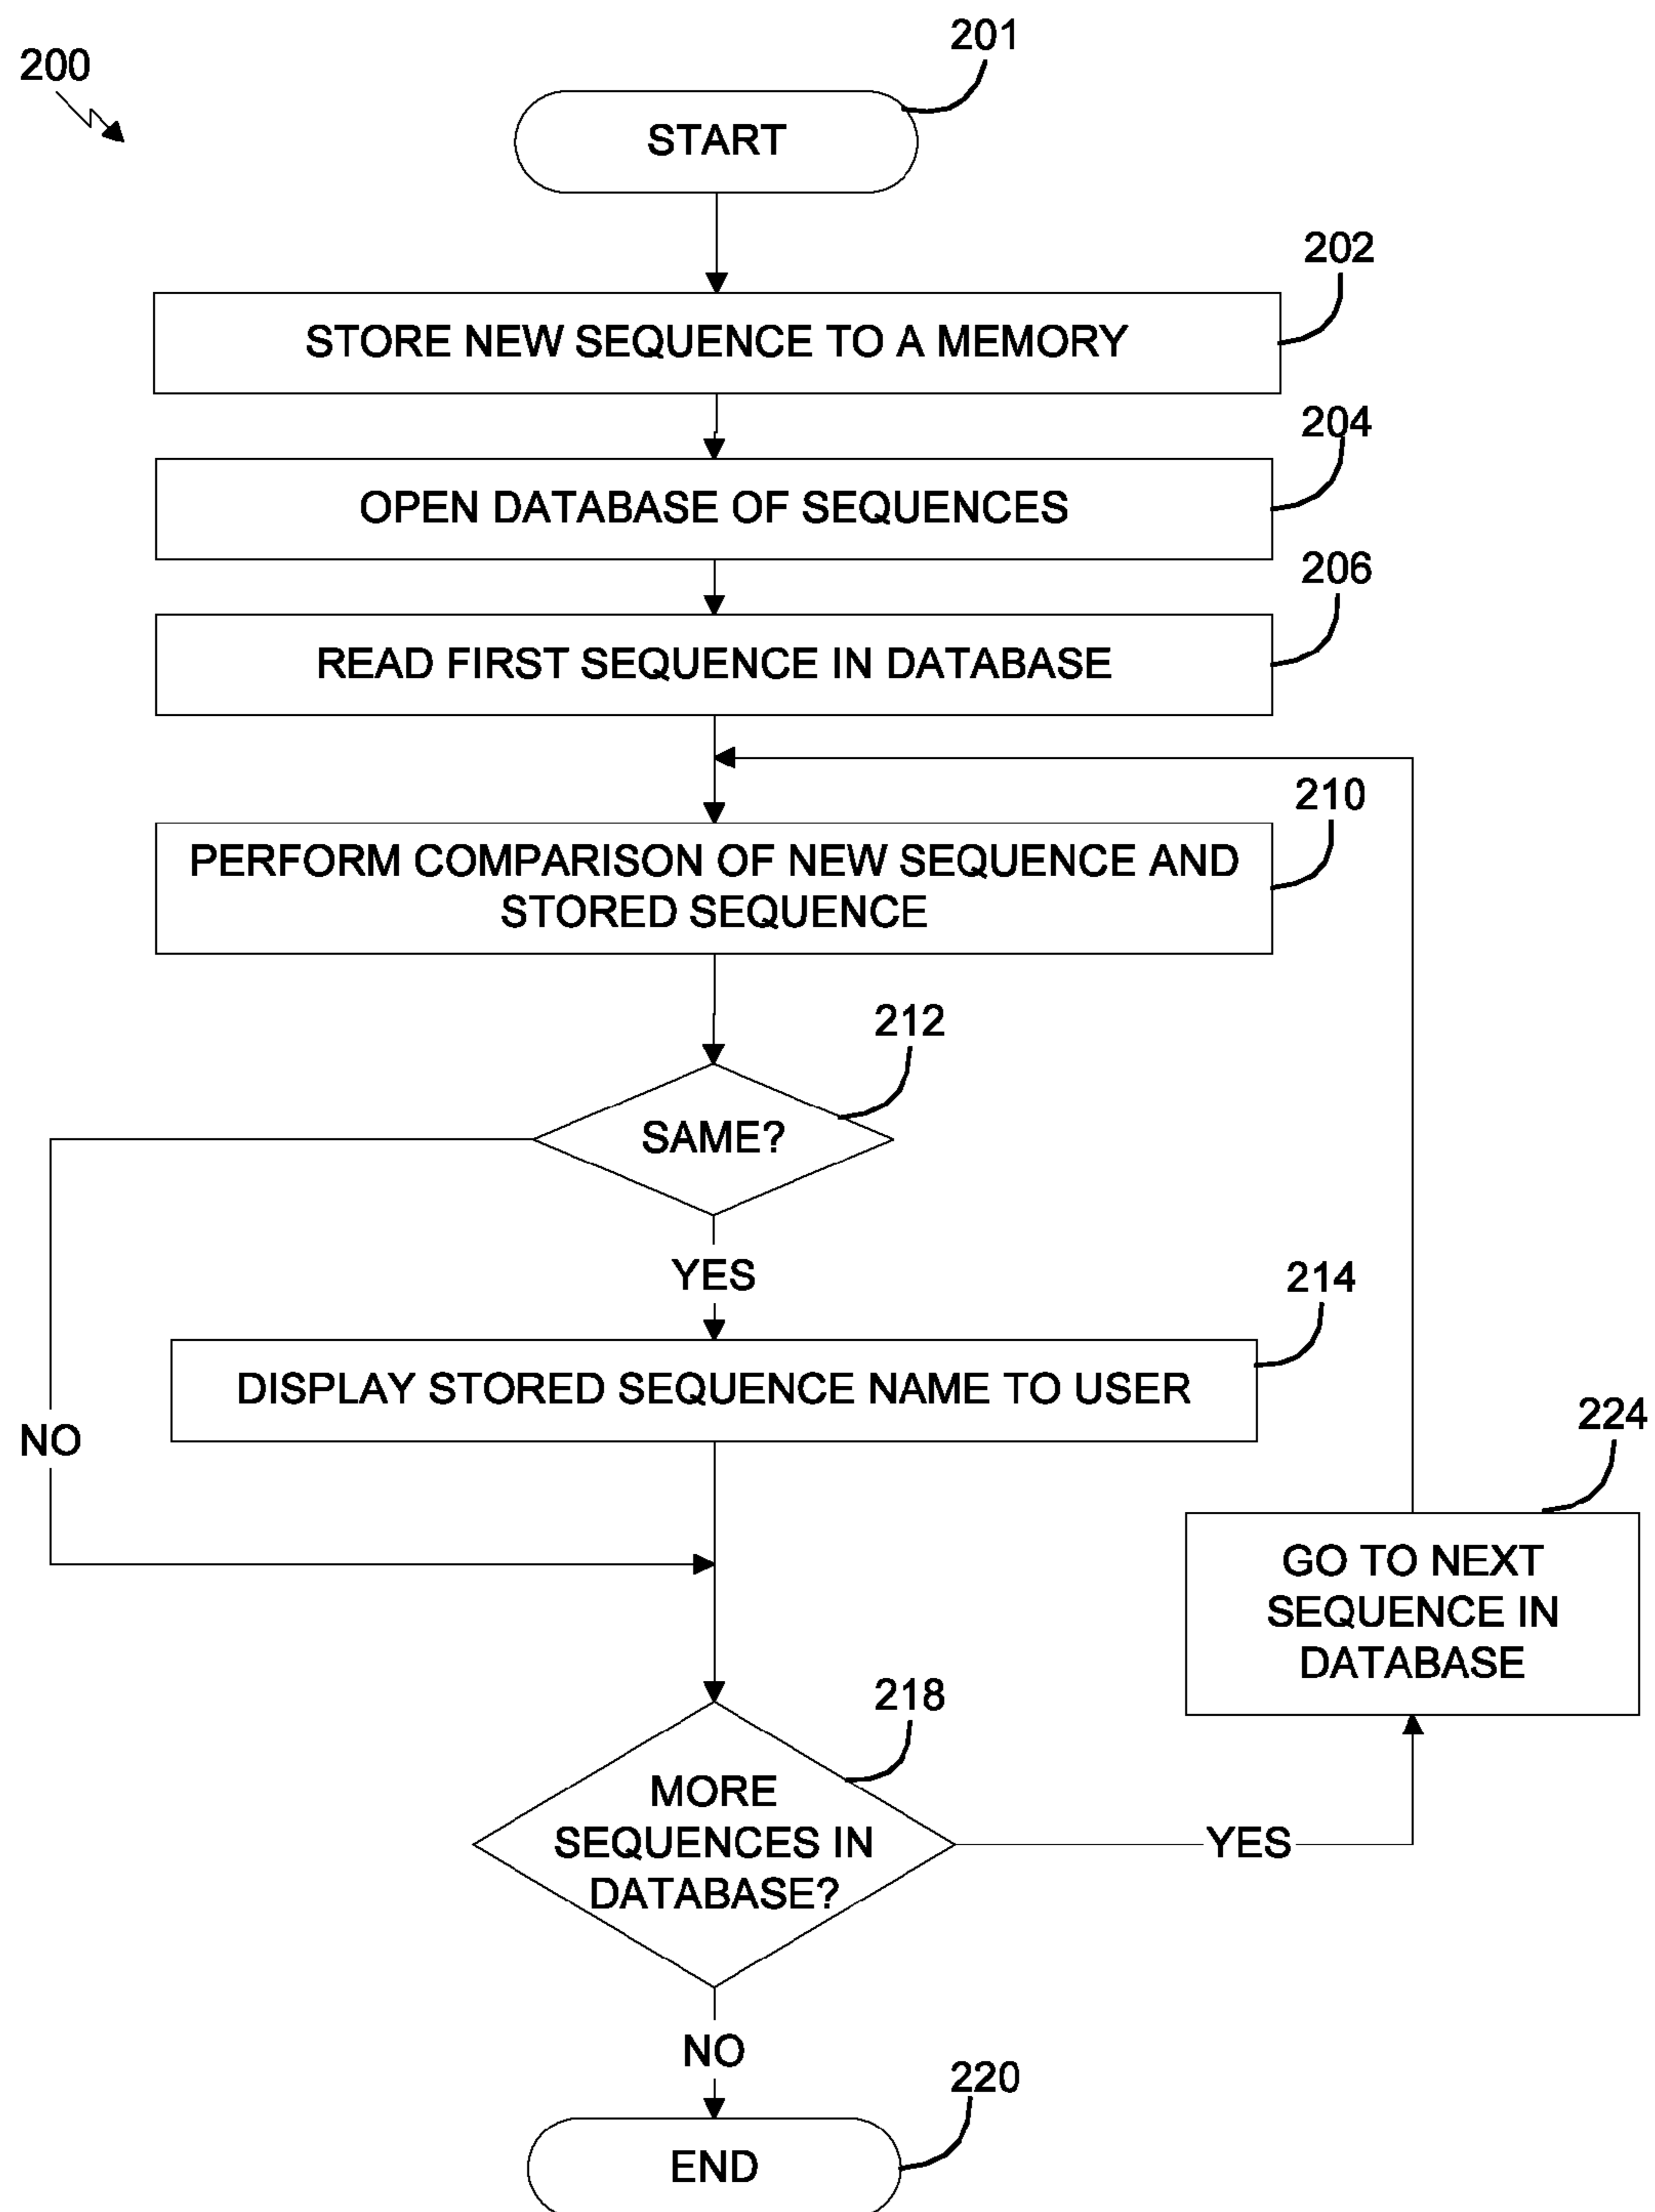 200
201
START
202
STORE NEW SEQUENCE TO A MEMORY
204
OPEN DATABASE OF SEQUENCES
206
READ FIRST SEQUENCE IN DATABASE
210
PERFORM COMPARISON OF NEW SEQUENCE AND
STORED SEQUENCE
212
SAME?
YES
214
DISPLAY STORED SEQUENCE NAME TO USER
NO
224
GO TO NEXT
SEQUENCE IN
DATABASE
218
MORE
SEQUENCES IN
DATABASE?
YES
NO
220
END